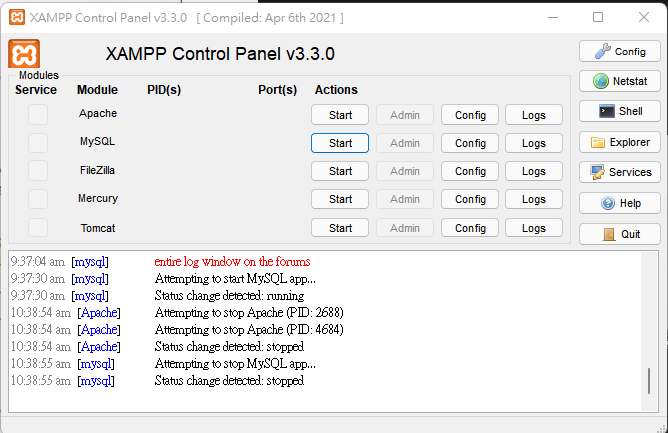 XAMPP Control Panel v3.3.0 [ Compiled: Apr 6th 2021 ]
XAMPP Control Panel v3.3.0
Config
Modules
Service Module PID(s) Port(s) Actions
Netstat
Apache Start Admin Config Logs
Shell
MySQL Start Admin Config Logs
Explorer
FileZilla Start Admin Config Logs
Services
Mercury Start Admin Config Logs
Help
Tomcat Start Admin Config Logs
Quit
9:37:04 am [mysql] entire log window on the forums
9:37:30 am [mysql] Attempting to start MySQL app...
9:37:30 am [mysql] Status change detected: running
10:38:54 am [Apache] Attempting to stop Apache (PID: 2688)
10:38:54 am [Apache] Attempting to stop Apache (PID: 4684)
10:38:54 am [Apache] Status change detected: stopped
10:38:55 am [mysql] Attempting to stop MySQL app...
10:38:55 am [mysql] Status change detected: stopped